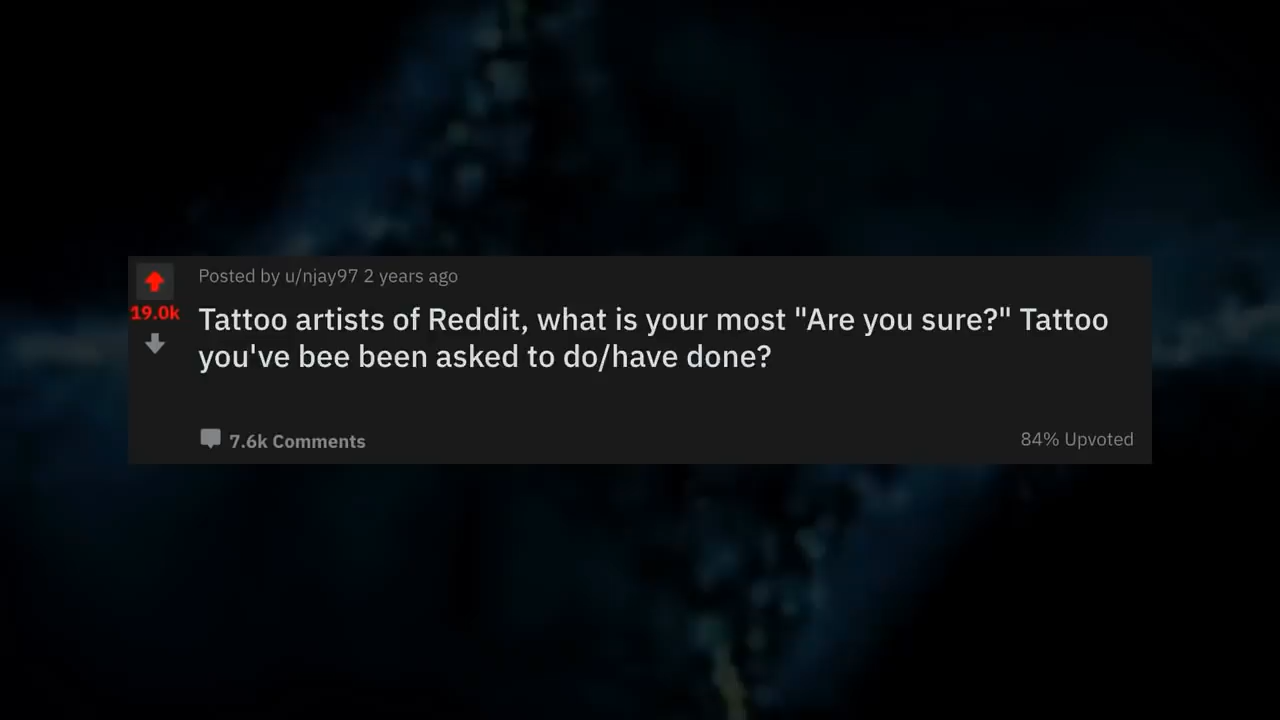 Posted by u/njay97 2 years ago
19.0k
Tattoo artists of Reddit, what is your most "Are you sure?" Tattoo
you've bee been asked to do/have done?
7.6k Comments
84% Upvoted